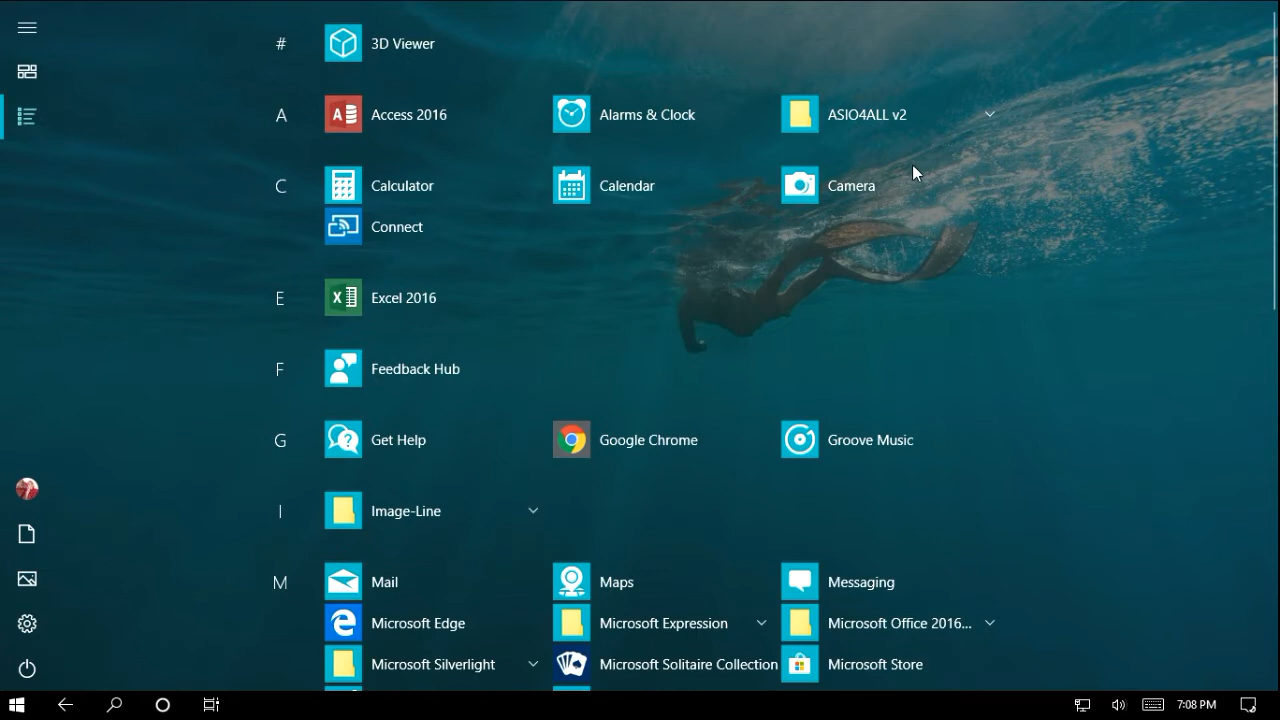 # 3D Viewer
A Access 2016 Alarms & Clock ASIO4ALL v2
C Calculator Calendar Camera
Connect
E Excel 2016
F Feedback Hub
G Get Help Google Chrome Groove Music
I Image-Line
M Mail Maps Messaging
Microsoft Edge Microsoft Expression Microsoft Office 2016...
Microsoft Silverlight Microsoft Solitaire Collection Microsoft Store
7:08 PM